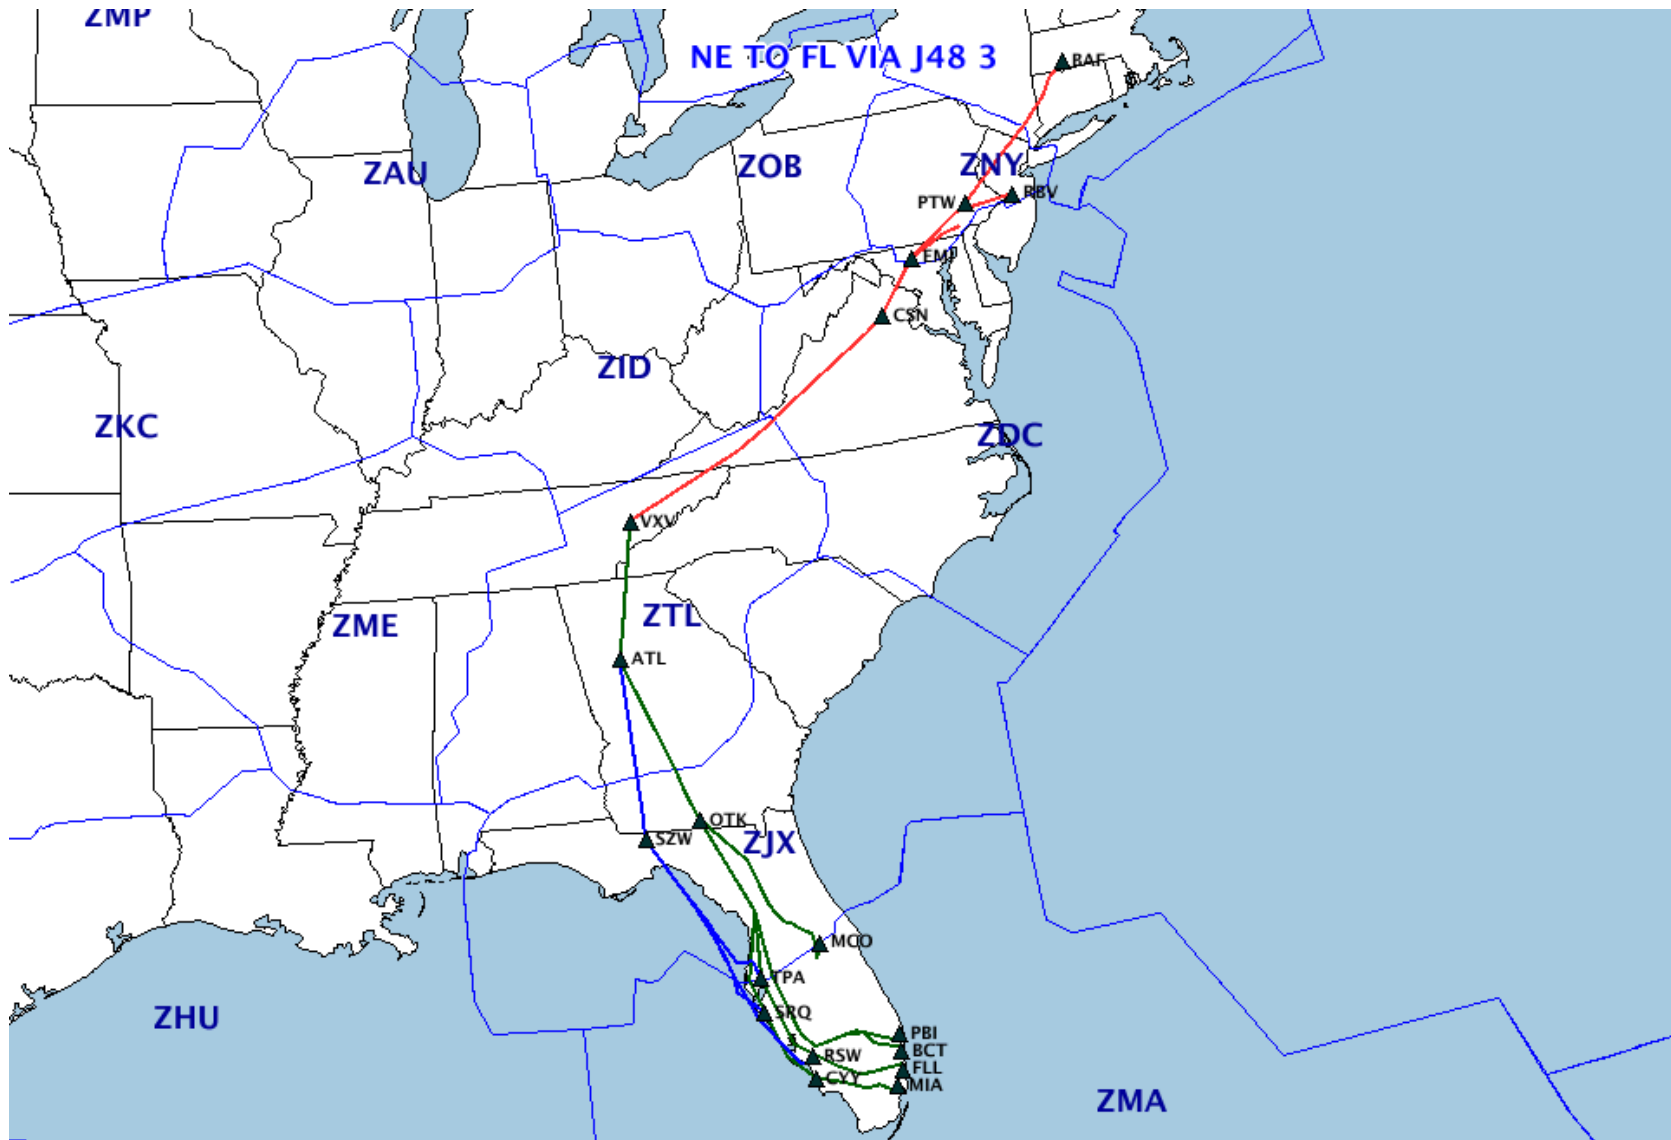 ZMP
NE TO FL VIA J48 3
BAF
ZAU
ZOB
ZNY
PTW
RBV
EMI
CSN
ZID
ZKC
ZDC
VXV
ZME
ZTL
ATL
OTK
SZW
ZJX
MCO
TPA
SRQ
ZHU
PBI
BCT
RSW
FLL
CYY
MIA
ZMA